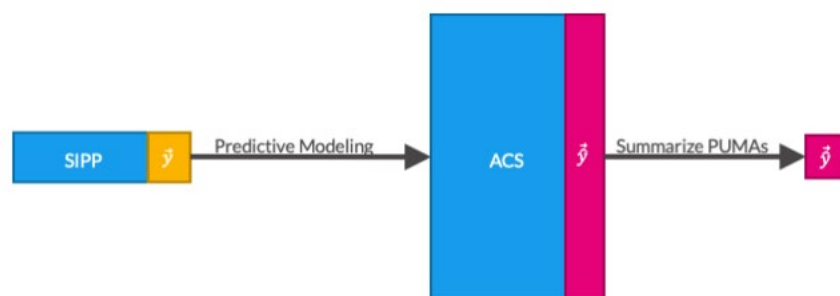 SIPP
y⃗
Predictive Modeling
ACS
ŷ⃗
Summarize PUMAs
ŷ⃗